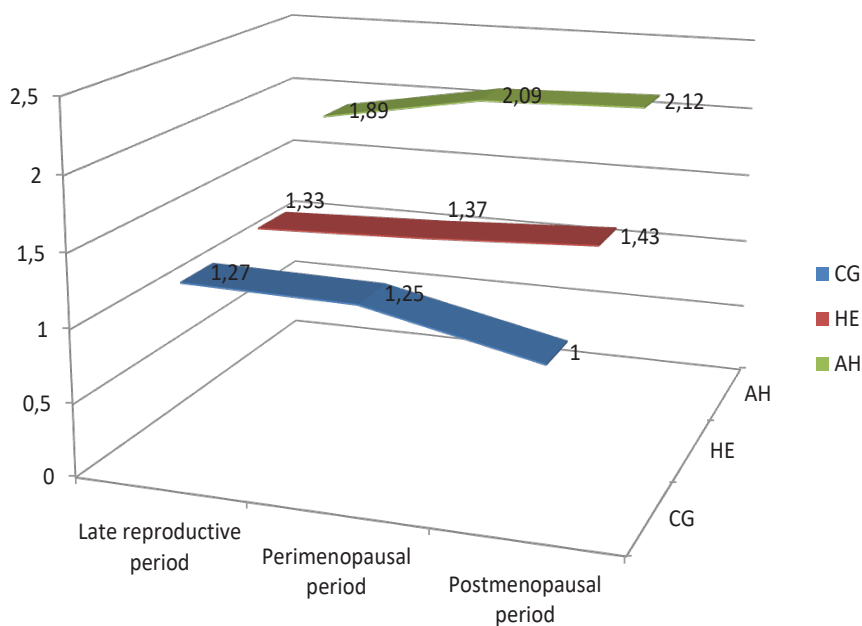 2,5
2
1,5
1
0,5
0
1,89
2,09
2,12
1,33
1,37
1,43
1,27
1,25
1
Late reproductive
period
Perimenopausal
period
Postmenopausal
period
CG
HE
AH
CG
HE
AH